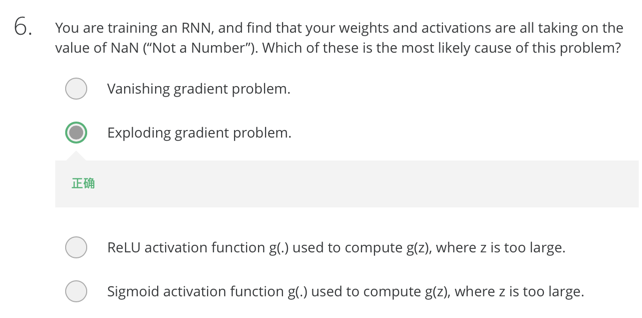 6. You are training an RNN, and find that your weights and activations are all taking on the
value of NaN (“Not a Number”). Which of these is the most likely cause of this problem?
Vanishing gradient problem.
Exploding gradient problem.
正确
ReLU activation function g(.) used to compute g(z), where z is too large.
Sigmoid activation function g(.) used to compute g(z), where z is too large.